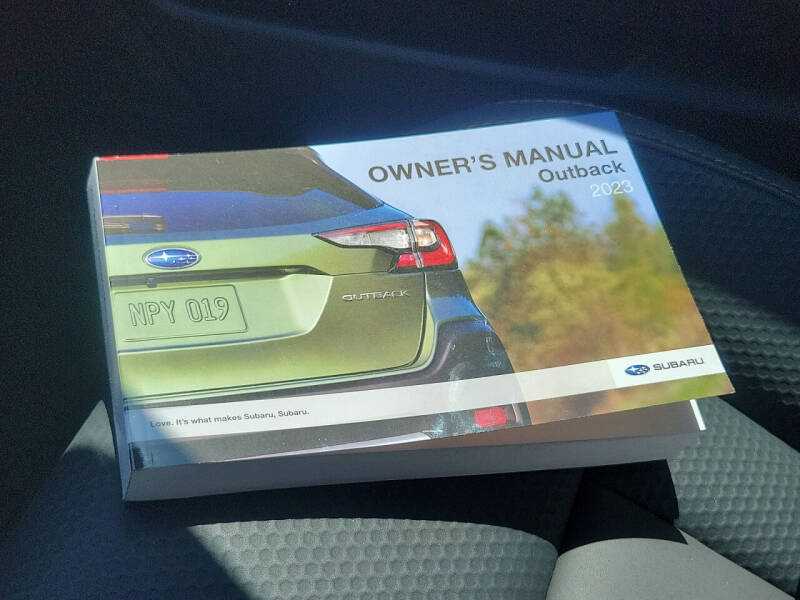 OWNER'S MANUAL
Outback
2023
OUTBACK
NPY 019
SUBARU
Love. It's what makes Subaru, Subaru.